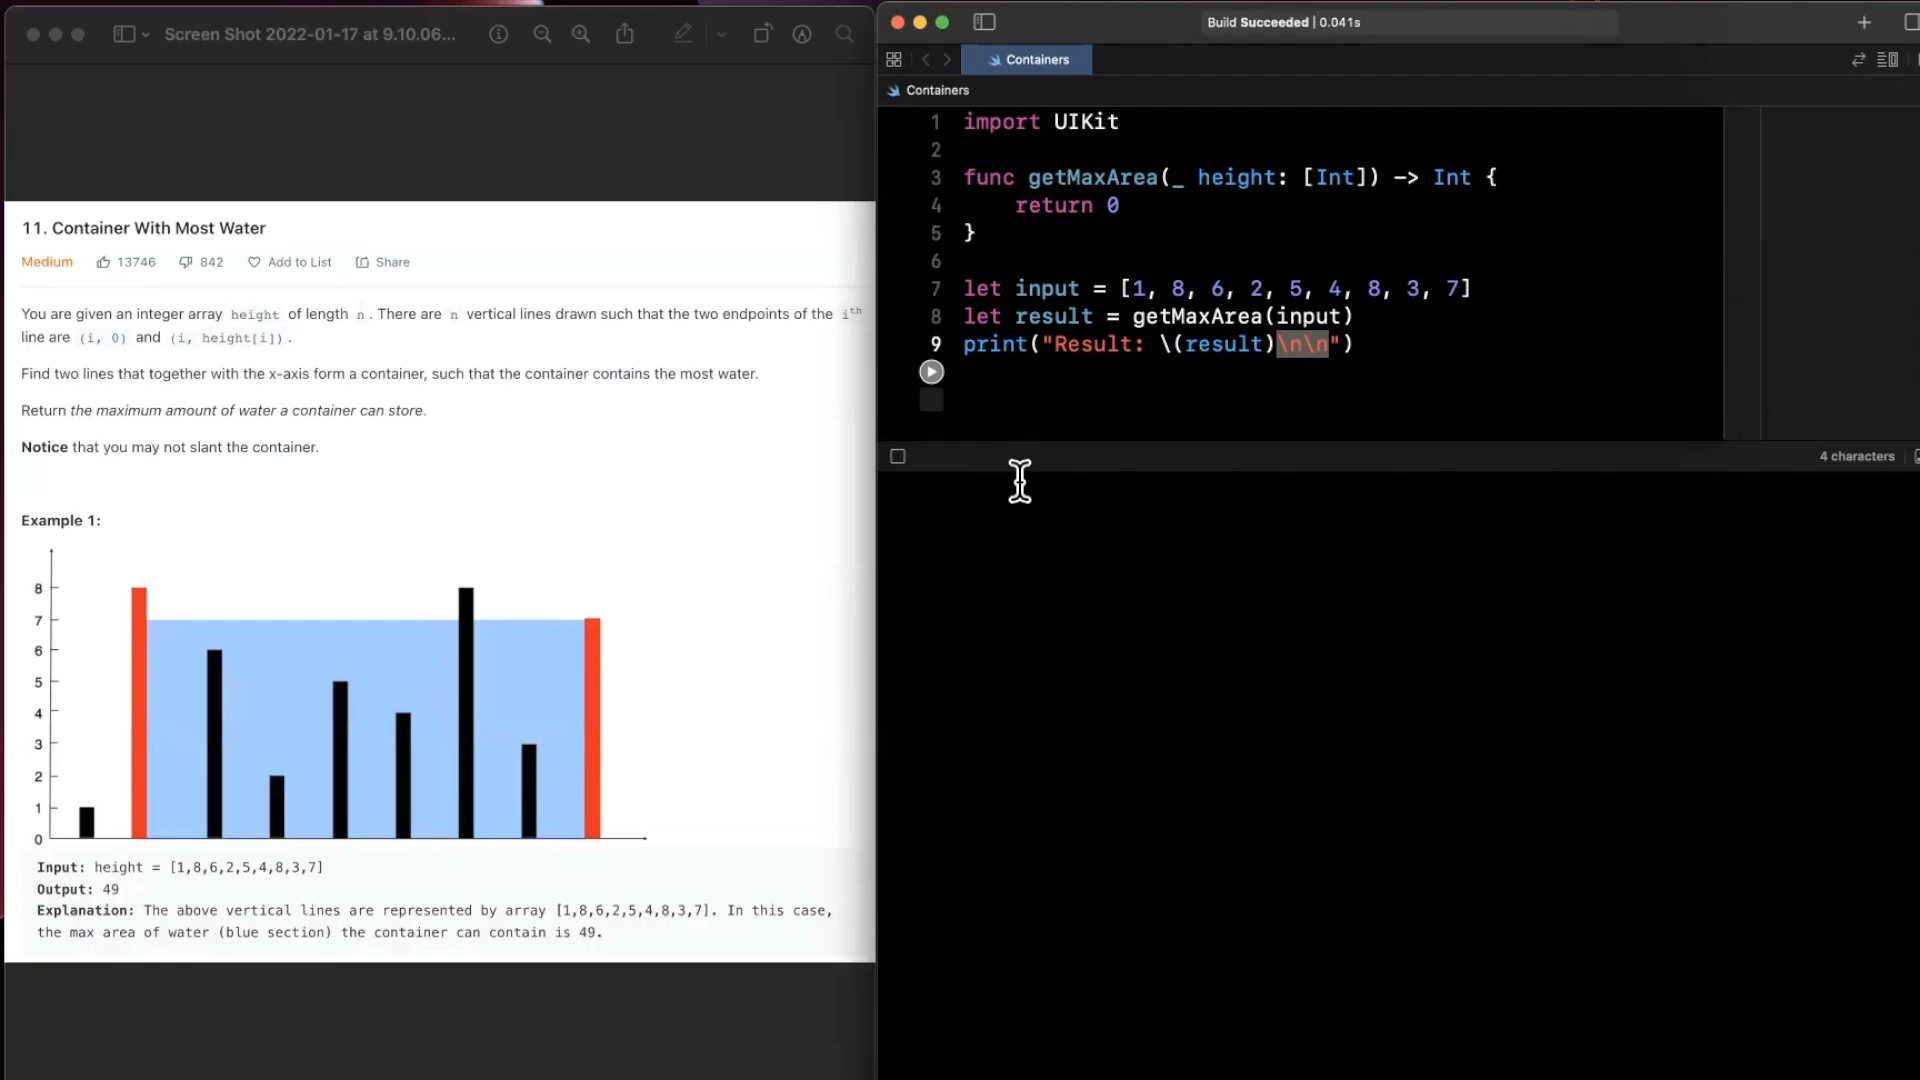 Screen Shot 2022-01-17 at 9.10.06...
11. Container With Most Water
Medium 13746 842 Add to List Share
You are given an integer array height of length n. There are n vertical lines drawn such that the two endpoints of the ith
line are (i, 0) and (i, height[i]).
Find two lines that together with the x-axis form a container, such that the container contains the most water.
Return the maximum amount of water a container can store.
Notice that you may not slant the container.
Example 1:
8
7
6
5
4
3
2
1
0
Input: height = [1,8,6,2,5,4,8,3,7]
Output: 49
Explanation: The above vertical lines are represented by array [1,8,6,2,5,4,8,3,7]. In this case,
the max area of water (blue section) the container can contain is 49.
Build Succeeded | 0.041s
Containers
Containers
1 import UIKit
2
3 func getMaxArea(_ height: [Int]) -> Int {
4     return 0
5 }
6
7 let input = [1, 8, 6, 2, 5, 4, 8, 3, 7]
8 let result = getMaxArea(input)
9 print("Result: \(result)\n\n")
4 characters